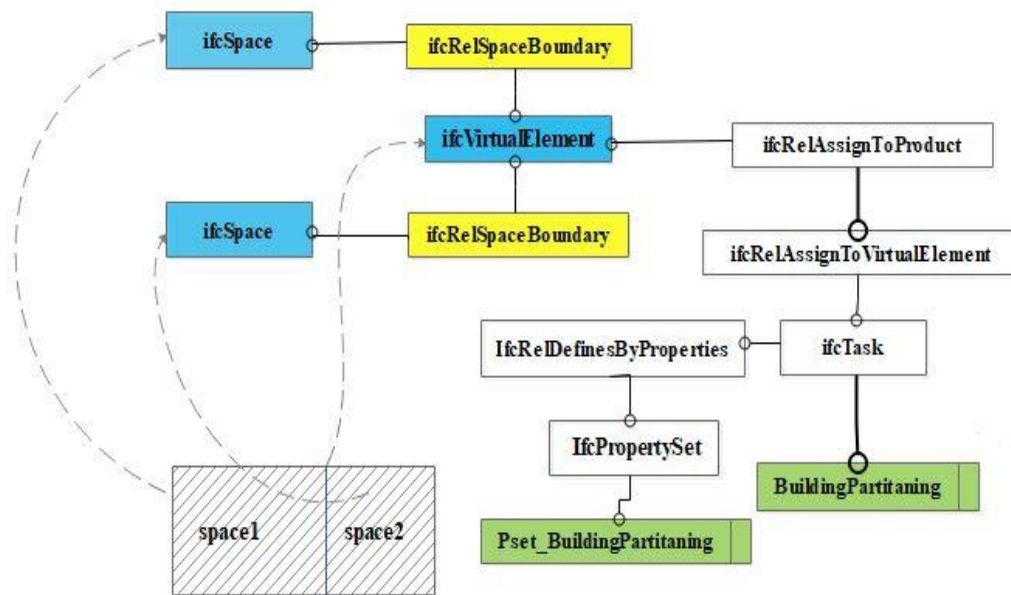 ifcSpace
ifcRelSpaceBoundary
ifcVirtualElement
ifcRelAssignToProduct
ifcSpace
ifcRelSpaceBoundary
ifcRelAssignToVirtualElement
IfcRelDefinesByProperties
ifcTask
IfcPropertySet
BuildingPartitaning
space1
space2
Pset_BuildingPartitaning